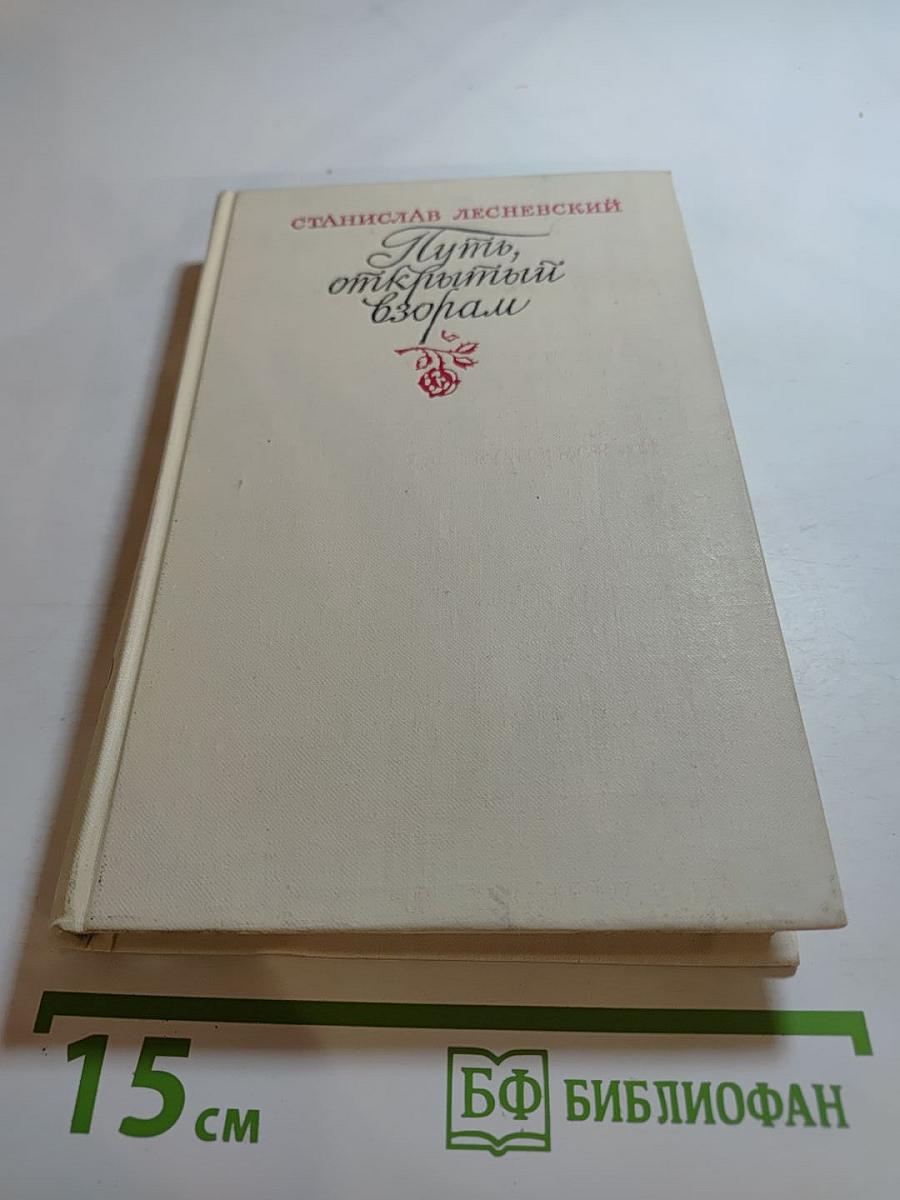 СТАНИСЛАВ ЛЕСНЕВСКИЙ
Путь,
открытый
взорам
15 см
БФ БИБЛИОФАН